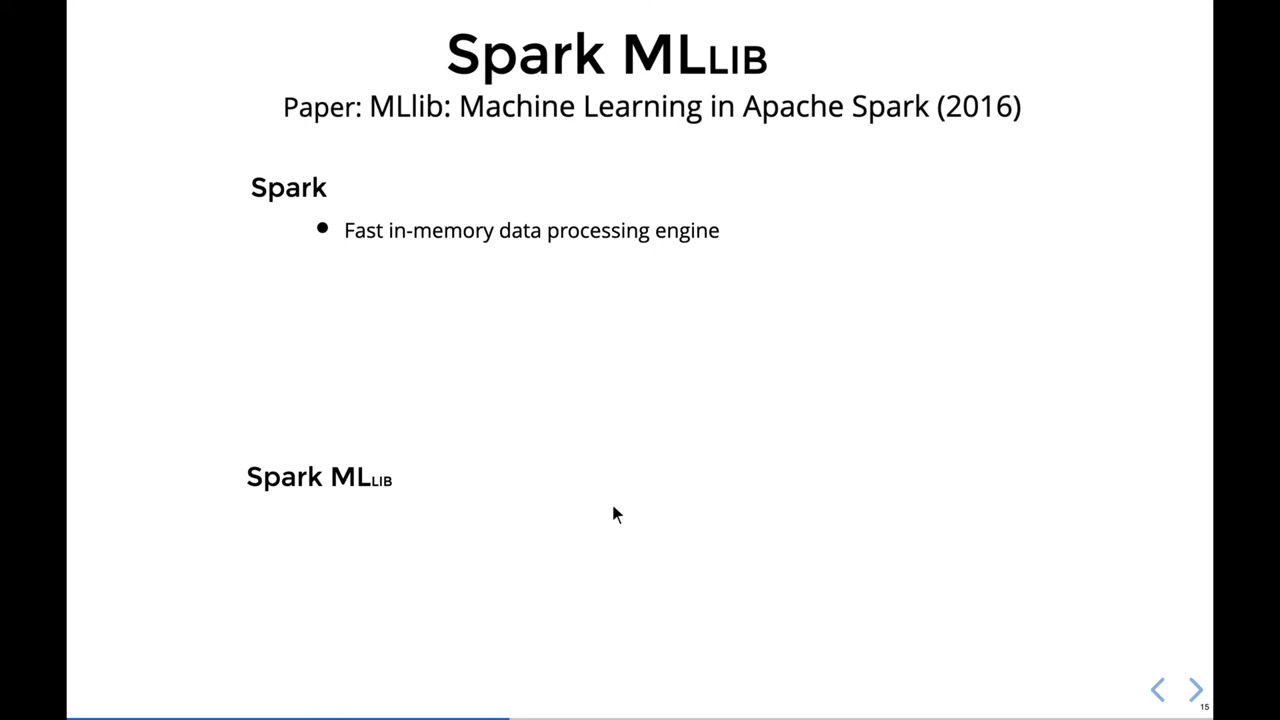 Spark MLLIB
Paper: MLlib: Machine Learning in Apache Spark (2016)
Spark
• Fast in-memory data processing engine
Spark MLLIB
15